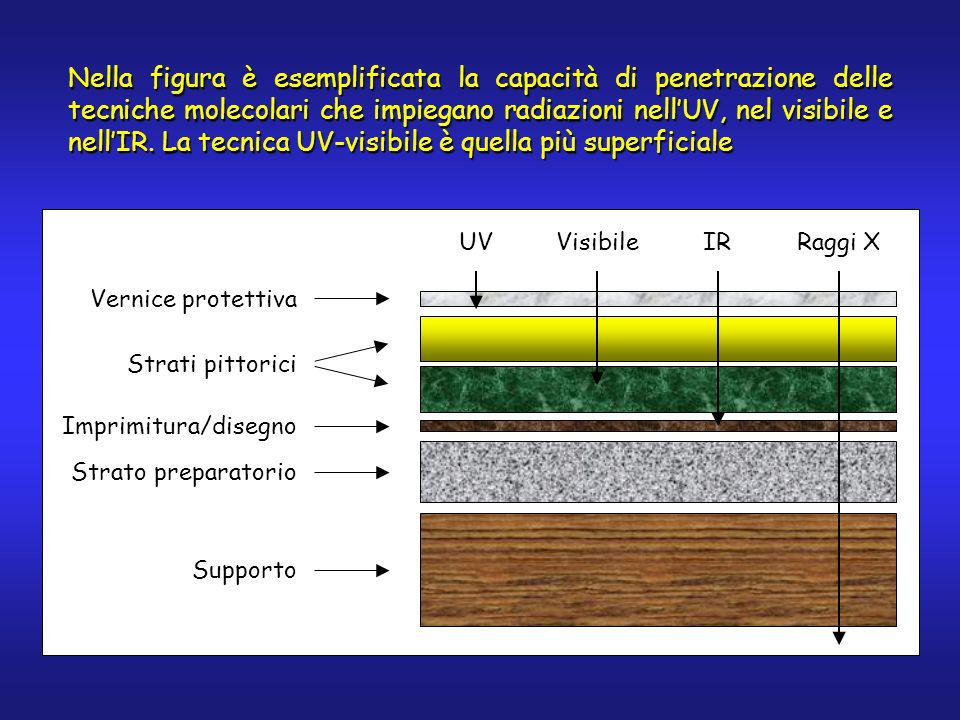 Nella figura è esemplificata la capacità di penetrazione delle
tecniche molecolari che impiegano radiazioni nell’UV, nel visibile e
nell’IR. La tecnica UV-visibile è quella più superficiale
UV Visibile IR Raggi X
Vernice protettiva
Strati pittorici
Imprimitura/disegno
Strato preparatorio
Supporto